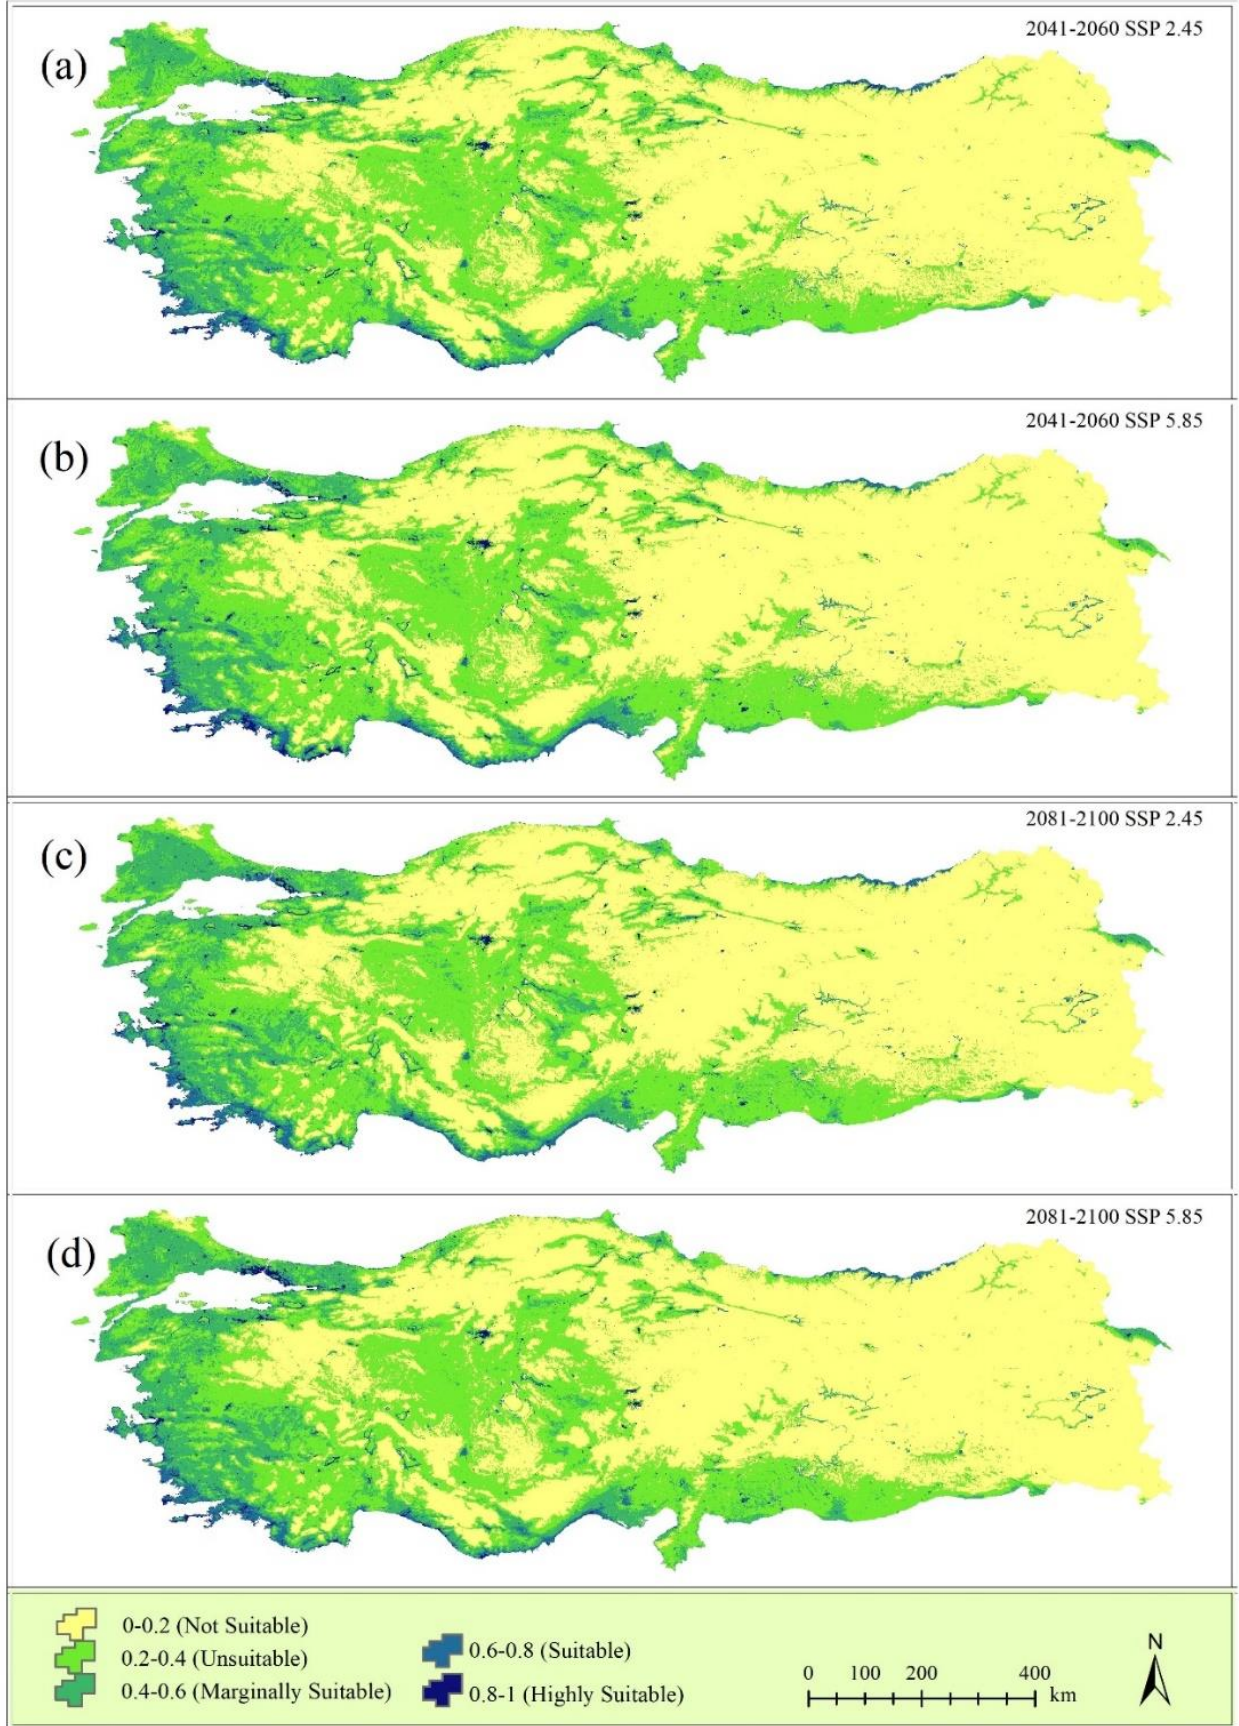 (a)
2041-2060 SSP 2.45
(b)
2041-2060 SSP 5.85
(c)
2081-2100 SSP 2.45
(d)
2081-2100 SSP 5.85
0-0.2 (Not Suitable)
0.2-0.4 (Unsuitable)
0.4-0.6 (Marginally Suitable)
0.6-0.8 (Suitable)
0.8-1 (Highly Suitable)
0 100 200 400
km
N